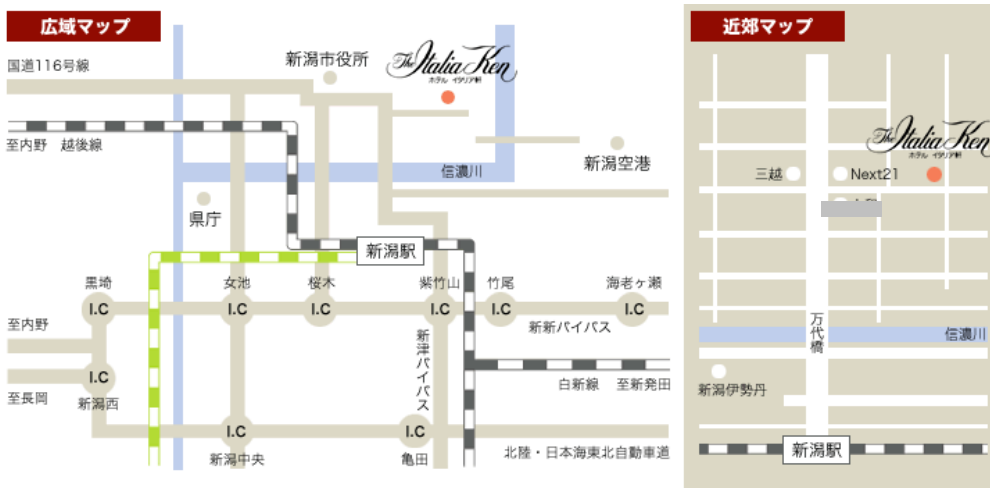 広域マップ
国道116号線
新潟市役所
The Italia Ken
ホテル イタリア軒
至内野 越後線
信濃川
新潟空港
県庁
新潟駅
黒埼
女池
桜木
紫竹山
竹尾
海老ヶ瀬
I.C
I.C
I.C
I.C
I.C
I.C
至内野
新新バイパス
新津バイパス
I.C
白新線 至新発田
至長岡
新潟西
I.C
I.C
新潟中央
亀田
北陸・日本海東北自動車道
近郊マップ
The Italia Ken
ホテル イタリア軒
三越
Next21
万代橋
信濃川
新潟伊勢丹
新潟駅